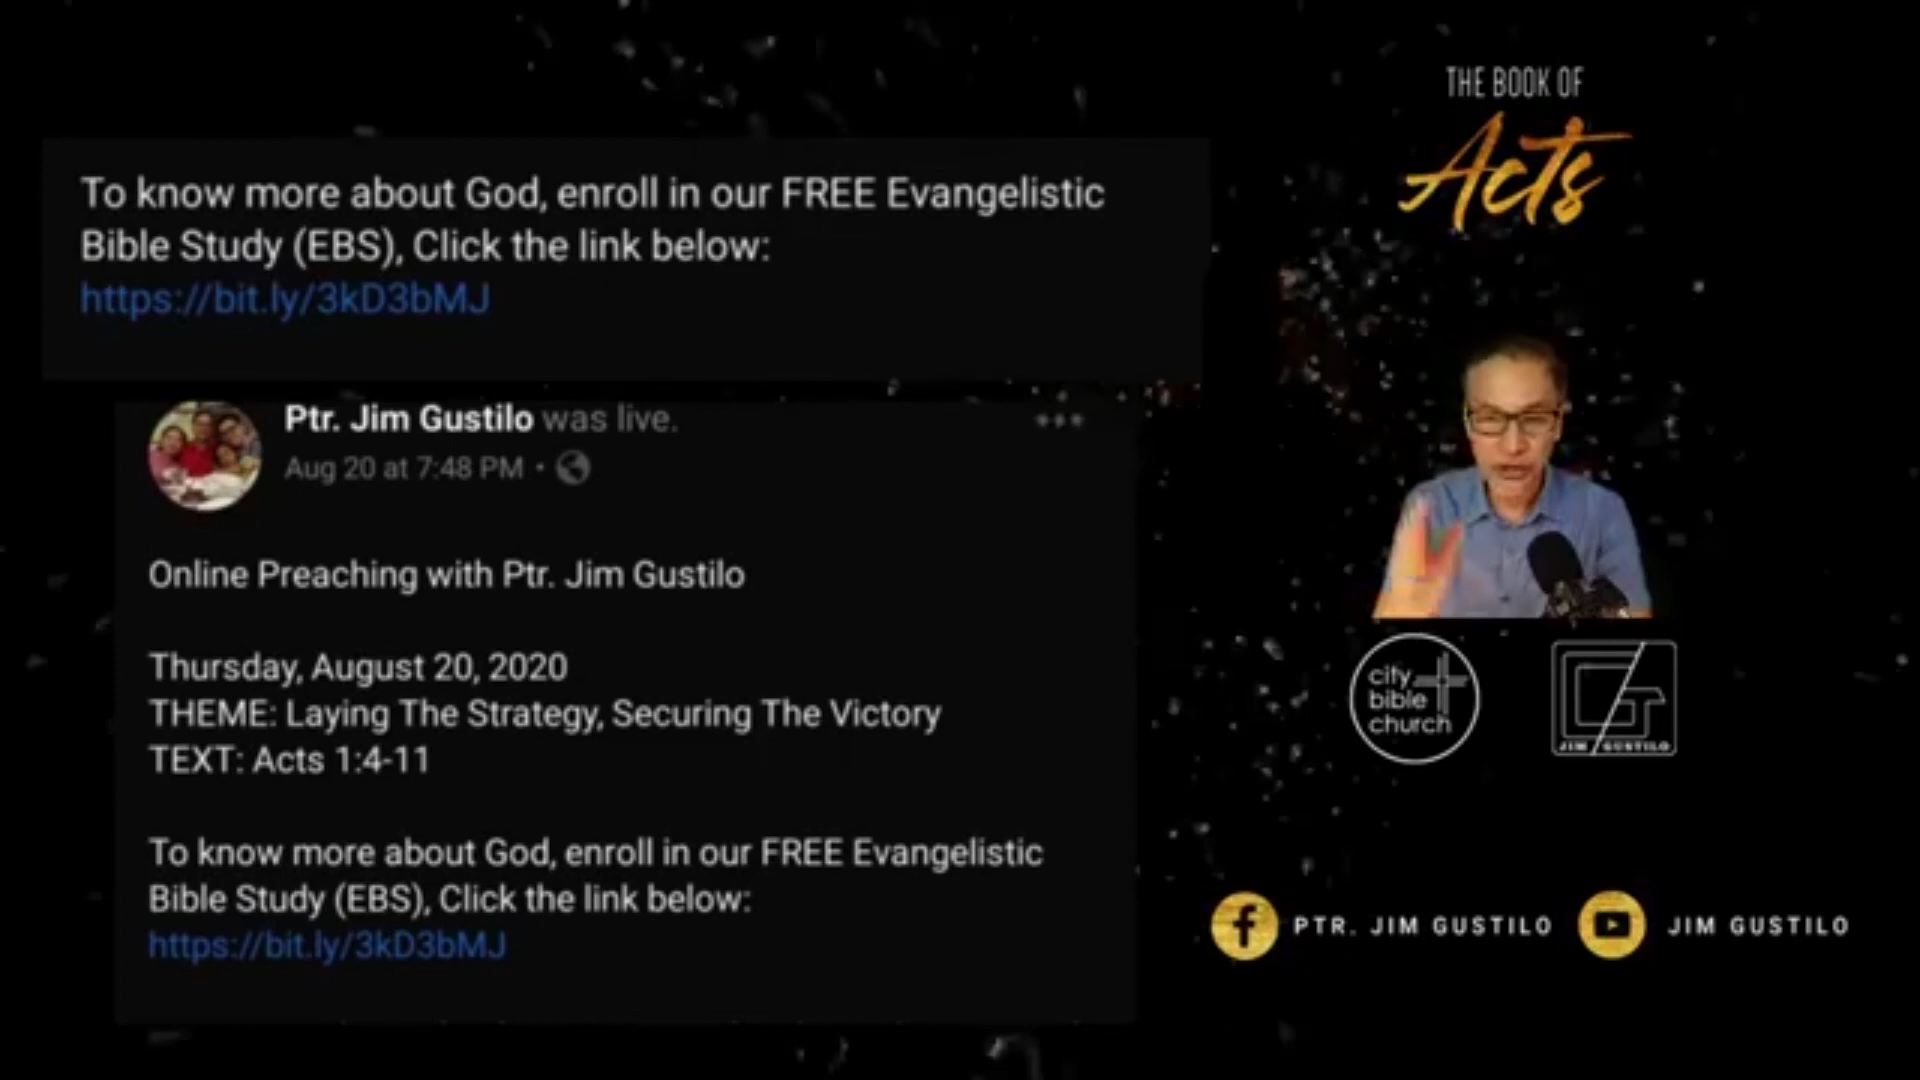 To know more about God, enroll in our FREE Evangelistic
Bible Study (EBS), Click the link below:
https://bit.ly/3kD3bMJ
Ptr. Jim Gustilo was live.
Aug 20 at 7:48 PM •
Online Preaching with Ptr. Jim Gustilo
Thursday, August 20, 2020
THEME: Laying The Strategy, Securing The Victory
TEXT: Acts 1:4-11
To know more about God, enroll in our FREE Evangelistic
Bible Study (EBS), Click the link below:
https://bit.ly/3kD3bMJ
THE BOOK OF
Acts
city
bible
church
JIM GUSTILO
PTR. JIM GUSTILO
JIM GUSTILO